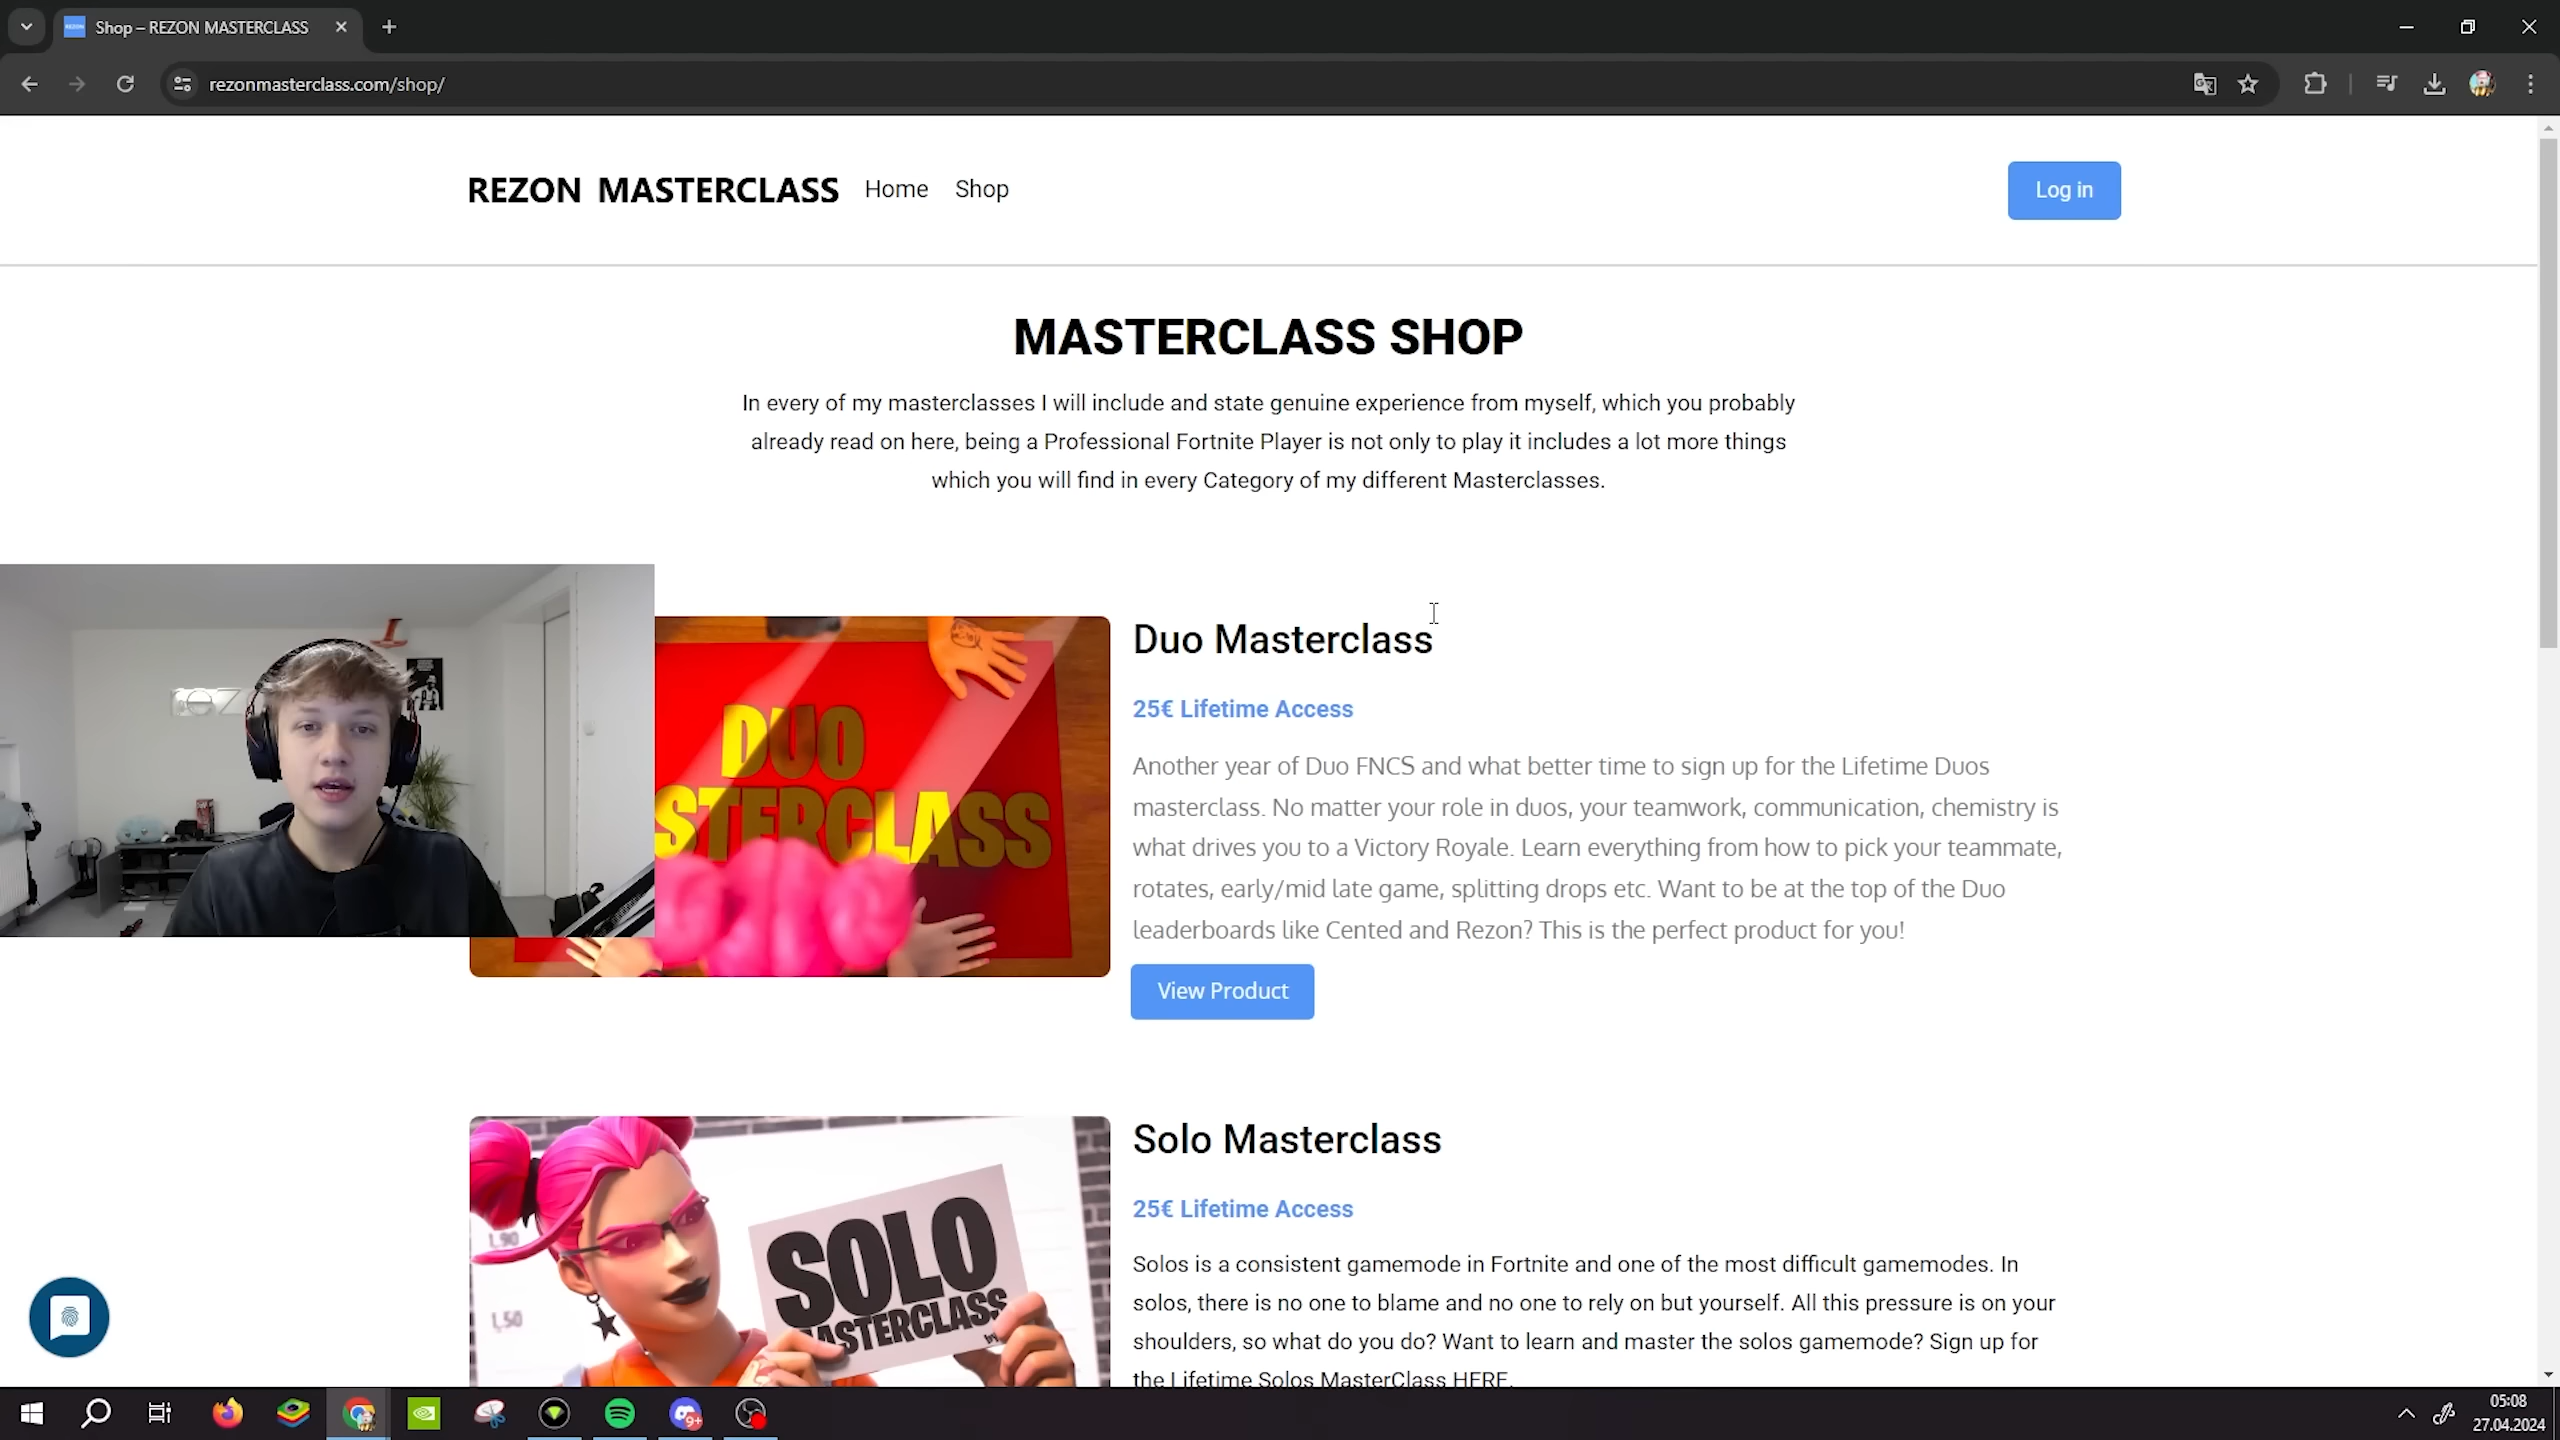 Shop – REZON MASTERCLASS
rezonmasterclass.com/shop/
REZON MASTERCLASS Home Shop
Log in
MASTERCLASS SHOP
In every of my masterclasses I will include and state genuine experience from myself, which you probably
already read on here, being a Professional Fortnite Player is not only to play it includes a lot more things
which you will find in every Category of my different Masterclasses.
DUO
STERCLASS
Duo Masterclass
25€ Lifetime Access
Another year of Duo FNCS and what better time to sign up for the Lifetime Duos
masterclass. No matter your role in duos, your teamwork, communication, chemistry is
what drives you to a Victory Royale. Learn everything from how to pick your teammate,
rotates, early/mid late game, splitting drops etc. Want to be at the top of the Duo
leaderboards like Cented and Rezon? This is the perfect product for you!
View Product
1,90
1,50
SOLO
MASTERCLASS
by
Solo Masterclass
25€ Lifetime Access
Solos is a consistent gamemode in Fortnite and one of the most difficult gamemodes. In
solos, there is no one to blame and no one to rely on but yourself. All this pressure is on your
shoulders, so what do you do? Want to learn and master the solos gamemode? Sign up for
the Lifetime Solos MasterClass HERE.
9+
05:08
27.04.2024